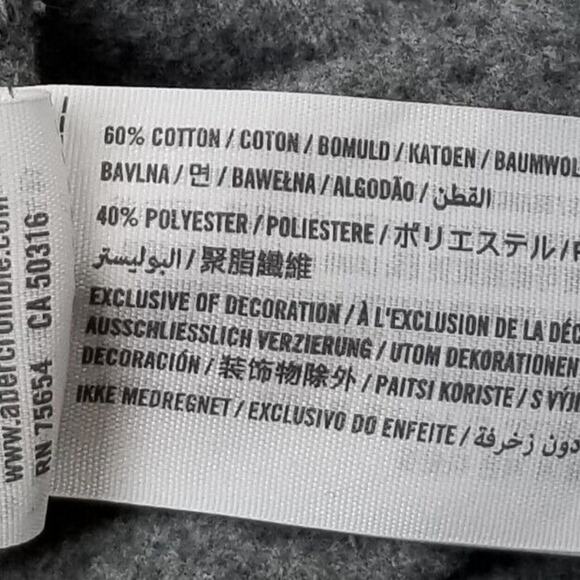 www.abercrombie.com
RN 75654 CA 50316
60% COTTON / COTON / BOMULD / KATOEN / BAUMWOL
BAVLNA / 면 / BAWEŁNA / ALGODÃO / القطن
40% POLYESTER / POLIESTERE / ポリエステル /
البوليستر / 聚脂纖維
EXCLUSIVE OF DECORATION / À L'EXCLUSION DE LA DÉC
AUSSCHLIESSLICH VERZIERUNG / UTOM DEKORATIONEN
DECORACIÓN / 装饰物除外 / PAITSI KORISTE / S VÝJI
IKKE MEDREGNET / EXCLUSIVO DO ENFEITE / دون زخرفة